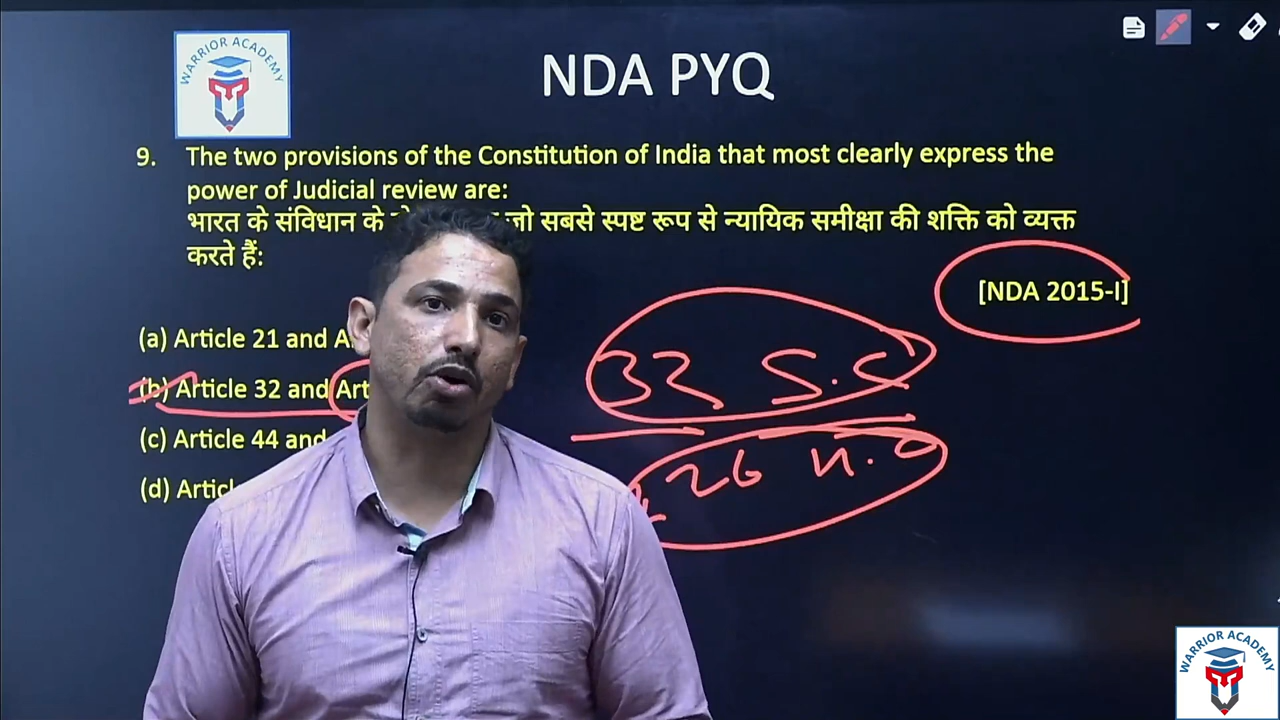 WARRIOR ACADEMY
NDA PYQ
9. The two provisions of the Constitution of India that most clearly express the
power of Judicial review are:
भारत के संविधान के जो सबसे स्पष्ट रूप से न्यायिक समीक्षा की शक्ति को व्यक्त
करते हैं:
[NDA 2015-I]
(a) Article 21 and
(b) Article 32 and
32 S.C
(c) Article 44 and
26 H.C
(d)
WARRIOR ACADEMY